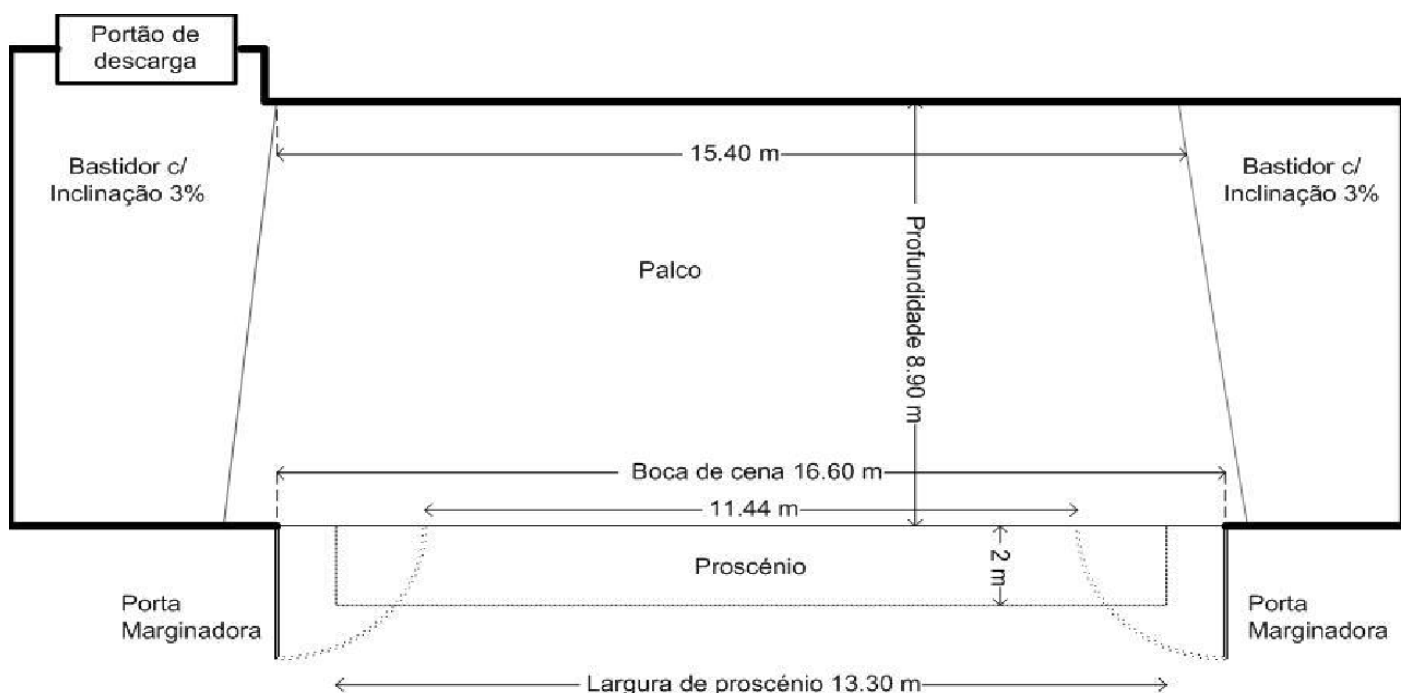 Portão de
descarga
15.40 m
Bastidor c/
Inclinação 3%
Bastidor c/
Inclinação 3%
Palco
Profundidade 8.90 m
Boca de cena 16.60 m
11.44 m
Proscénio
2 m
Porta
Marginadora
Porta
Marginadora
Largura de proscénio 13.30 m